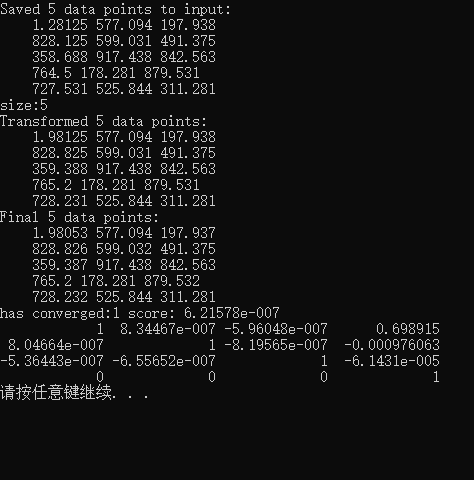 Saved 5 data points to input:
    1.28125 577.094 197.938
    828.125 599.031 491.375
    358.688 917.438 842.563
    764.5 178.281 879.531
    727.531 525.844 311.281
size:5
Transformed 5 data points:
    1.98125 577.094 197.938
    828.825 599.031 491.375
    359.388 917.438 842.563
    765.2 178.281 879.531
    728.231 525.844 311.281
Final 5 data points:
    1.98053 577.094 197.937
    828.826 599.032 491.375
    359.387 917.438 842.563
    765.2 178.281 879.532
    728.232 525.844 311.281
has converged:1 score: 6.21578e-007
           1  8.34467e-007 -5.96048e-007     0.698915
 8.04664e-007            1 -8.19565e-007 -0.000976063
-5.36443e-007 -6.55652e-007            1  -6.1431e-005
           0            0            0            1
请按任意键继续. . .